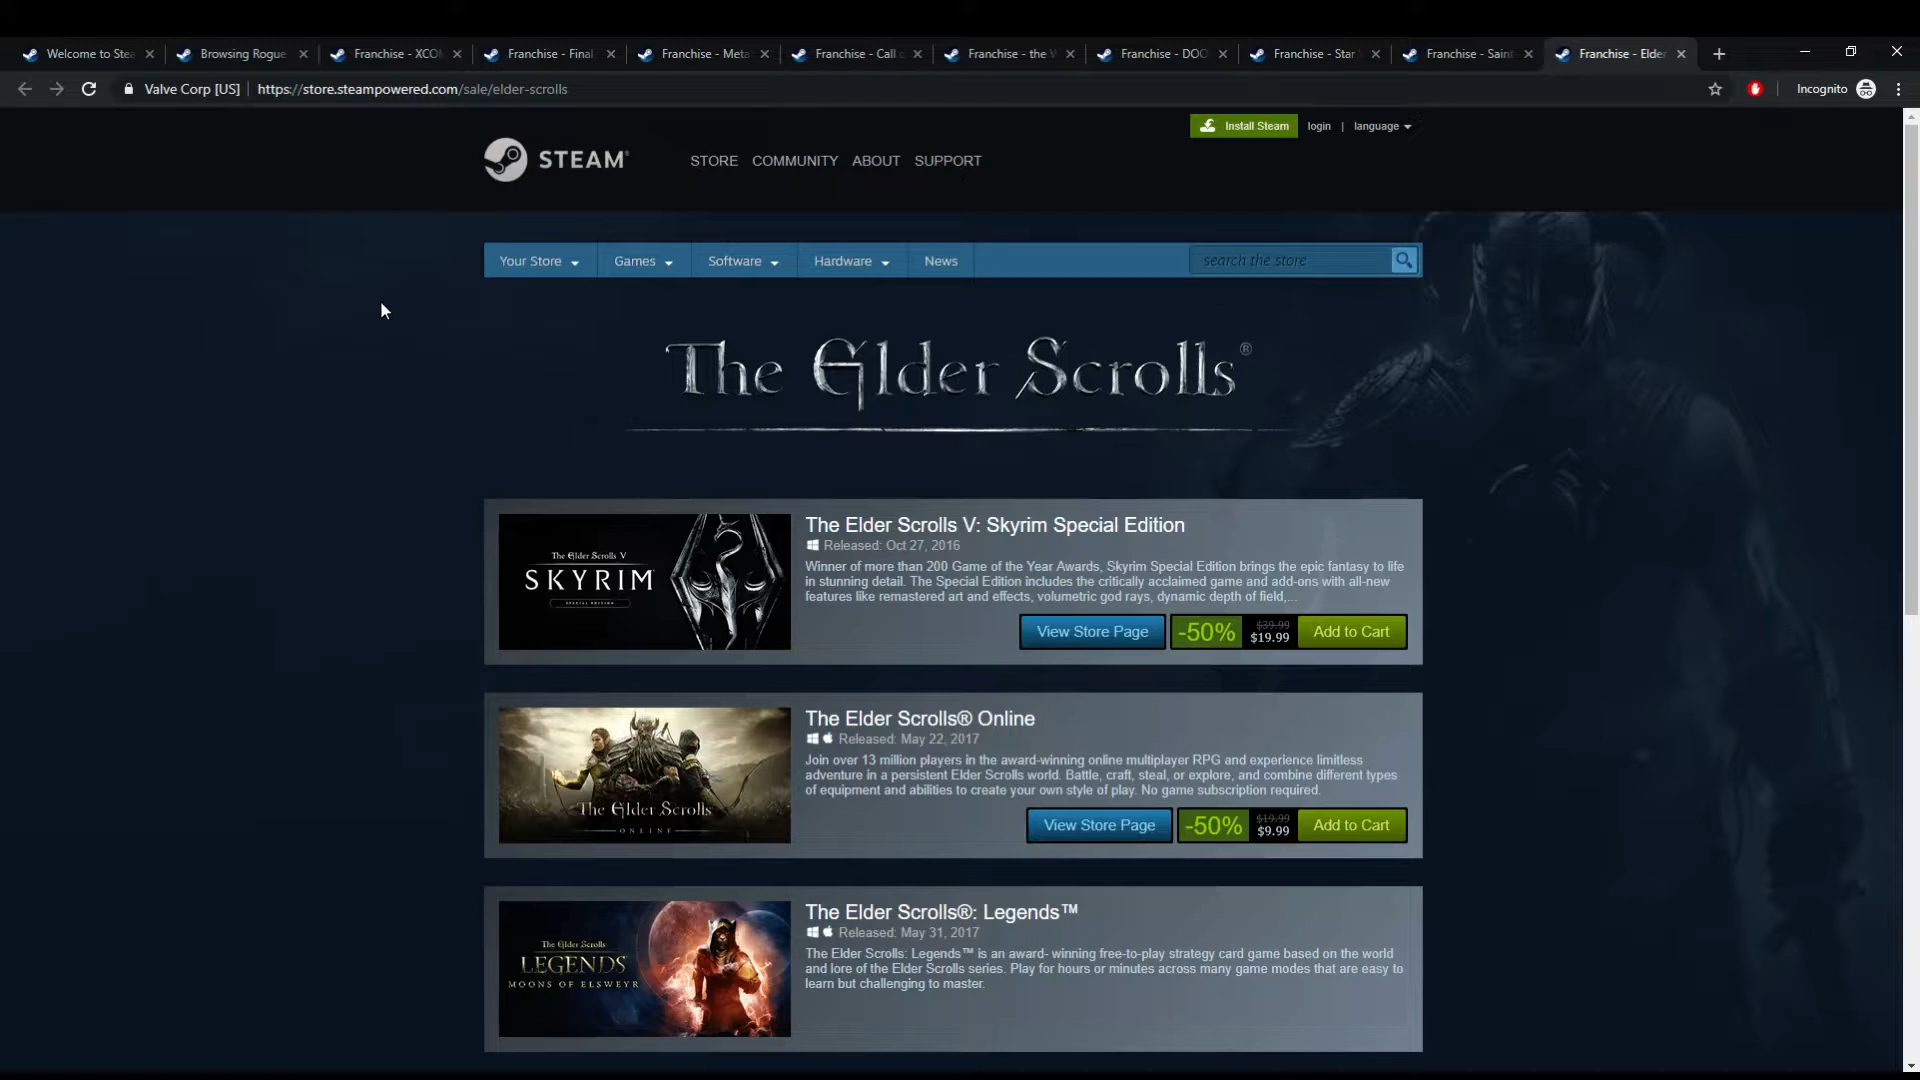 Welcome to Stea
Browsing Rogue
Franchise - XCOM
Franchise - Final
Franchise - Meta
Franchise - Call o
Franchise - the W
Franchise - DOO
Franchise - Star
Franchise - Saint
Franchise - Elder
Valve Corp [US] | https://store.steampowered.com/sale/elder-scrolls
Incognito
Install Steam login | language
STEAM®
STORE COMMUNITY ABOUT SUPPORT
Your Store Games Software Hardware News search the store
The Elder Scrolls®
The Elder Scrolls V
SKYRIM
SPECIAL EDITION
The Elder Scrolls V: Skyrim Special Edition
Released: Oct 27, 2016
Winner of more than 200 Game of the Year Awards, Skyrim Special Edition brings the epic fantasy to life
in stunning detail. The Special Edition includes the critically acclaimed game and add-ons with all-new
features like remastered art and effects, volumetric god rays, dynamic depth of field,...
View Store Page -50% $39.99 $19.99 Add to Cart
The Elder Scrolls
ONLINE
The Elder Scrolls® Online
Released: May 22, 2017
Join over 13 million players in the award-winning online multiplayer RPG and experience limitless
adventure in a persistent Elder Scrolls world. Battle, craft, steal, or explore, and combine different types
of equipment and abilities to create your own style of play. No game subscription required.
View Store Page -50% $19.99 $9.99 Add to Cart
The Elder Scrolls
LEGENDS
MOONS OF ELSWEYR
The Elder Scrolls®: Legends™
Released: May 31, 2017
The Elder Scrolls: Legends™ is an award- winning free-to-play strategy card game based on the world
and lore of the Elder Scrolls series. Play for hours or minutes across many game modes that are easy to
learn but challenging to master.